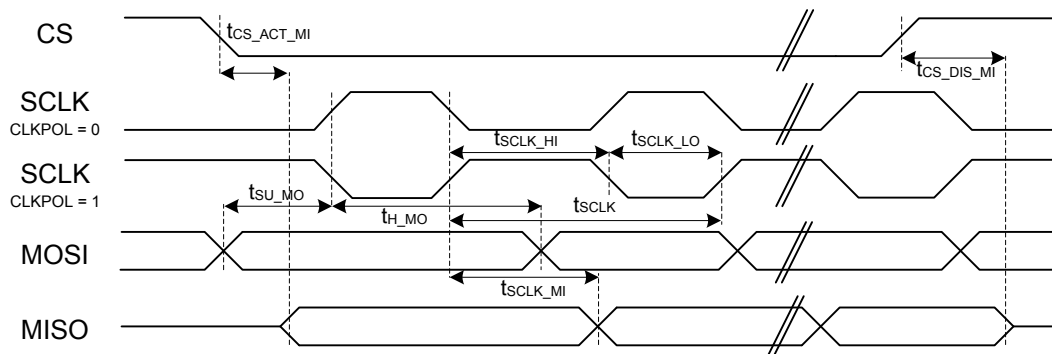 CS
tCS_ACT_MI
tCS_DIS_MI
SCLK
CLKPOL = 0
tSCLK_HI
tSCLK_LO
SCLK
CLKPOL = 1
tSU_MO
tH_MO
tSCLK
MOSI
tSCLK_MI
MISO